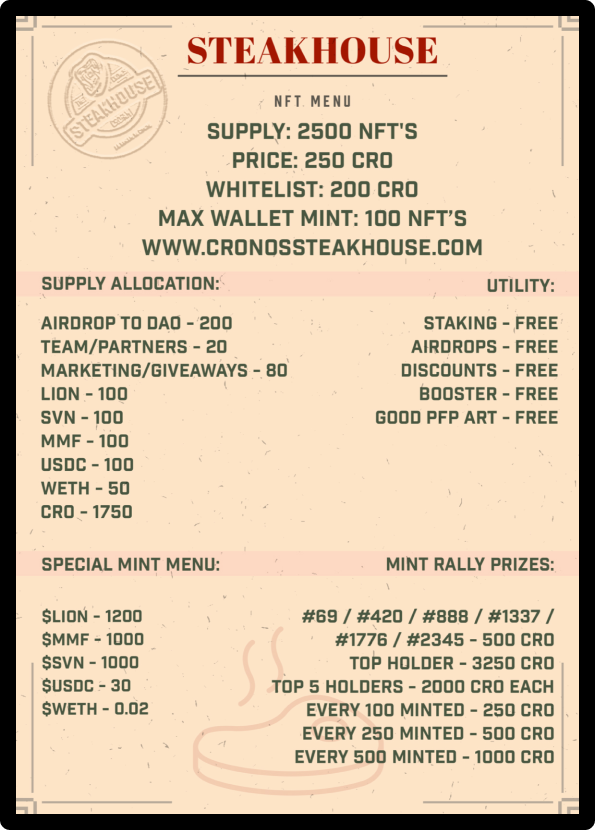 STEAKHOUSE
STEAKHOUSE
NFT MENU
SUPPLY: 2500 NFT'S
PRICE: 250 CRO
WHITELIST: 200 CRO
MAX WALLET MINT: 100 NFT’S
WWW.CRONOSSTEAKHOUSE.COM
SUPPLY ALLOCATION:
AIRDROP TO DAO - 200
TEAM/PARTNERS - 20
MARKETING/GIVEAWAYS - 80
LION - 100
SVN - 100
MMF - 100
USDC - 100
WETH - 50
CRO - 1750
UTILITY:
STAKING - FREE
AIRDROPS - FREE
DISCOUNTS - FREE
BOOSTER - FREE
GOOD PFP ART - FREE
SPECIAL MINT MENU:
$LION - 1200
$MMF - 1000
$SVN - 1000
$USDC - 30
$WETH - 0.02
MINT RALLY PRIZES:
#69 / #420 / #888 / #1337 /
#1776 / #2345 - 500 CRO
TOP HOLDER - 3250 CRO
TOP 5 HOLDERS - 2000 CRO EACH
EVERY 100 MINTED - 250 CRO
EVERY 250 MINTED - 500 CRO
EVERY 500 MINTED - 1000 CRO